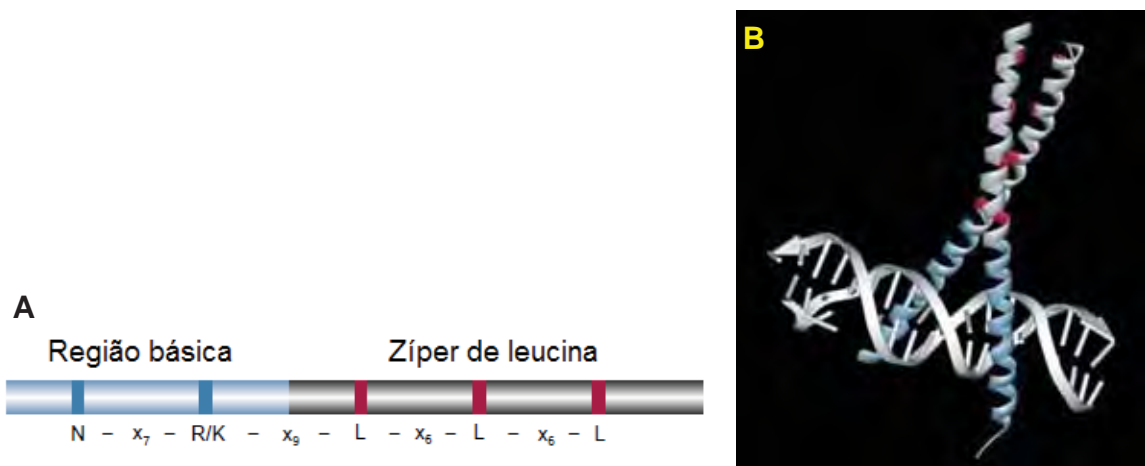 B
A
Região básica Zíper de leucina
N – x₇ – R/K – x₉ – L – x₆ – L – x₆ – L